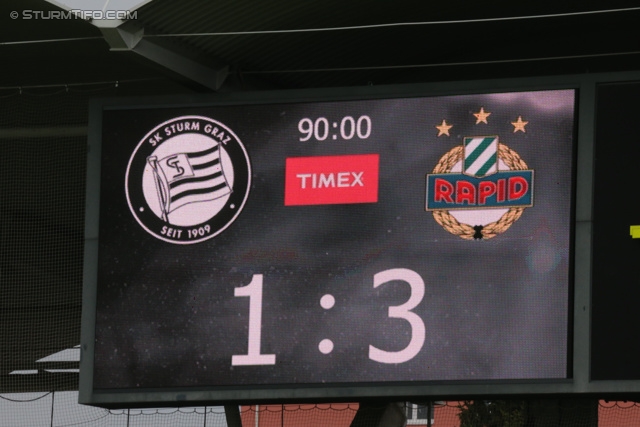 © STURMTIFO.COM
SK STURM GRAZ
SEIT 1909
90:00
TIMEX
RAPID
1:3